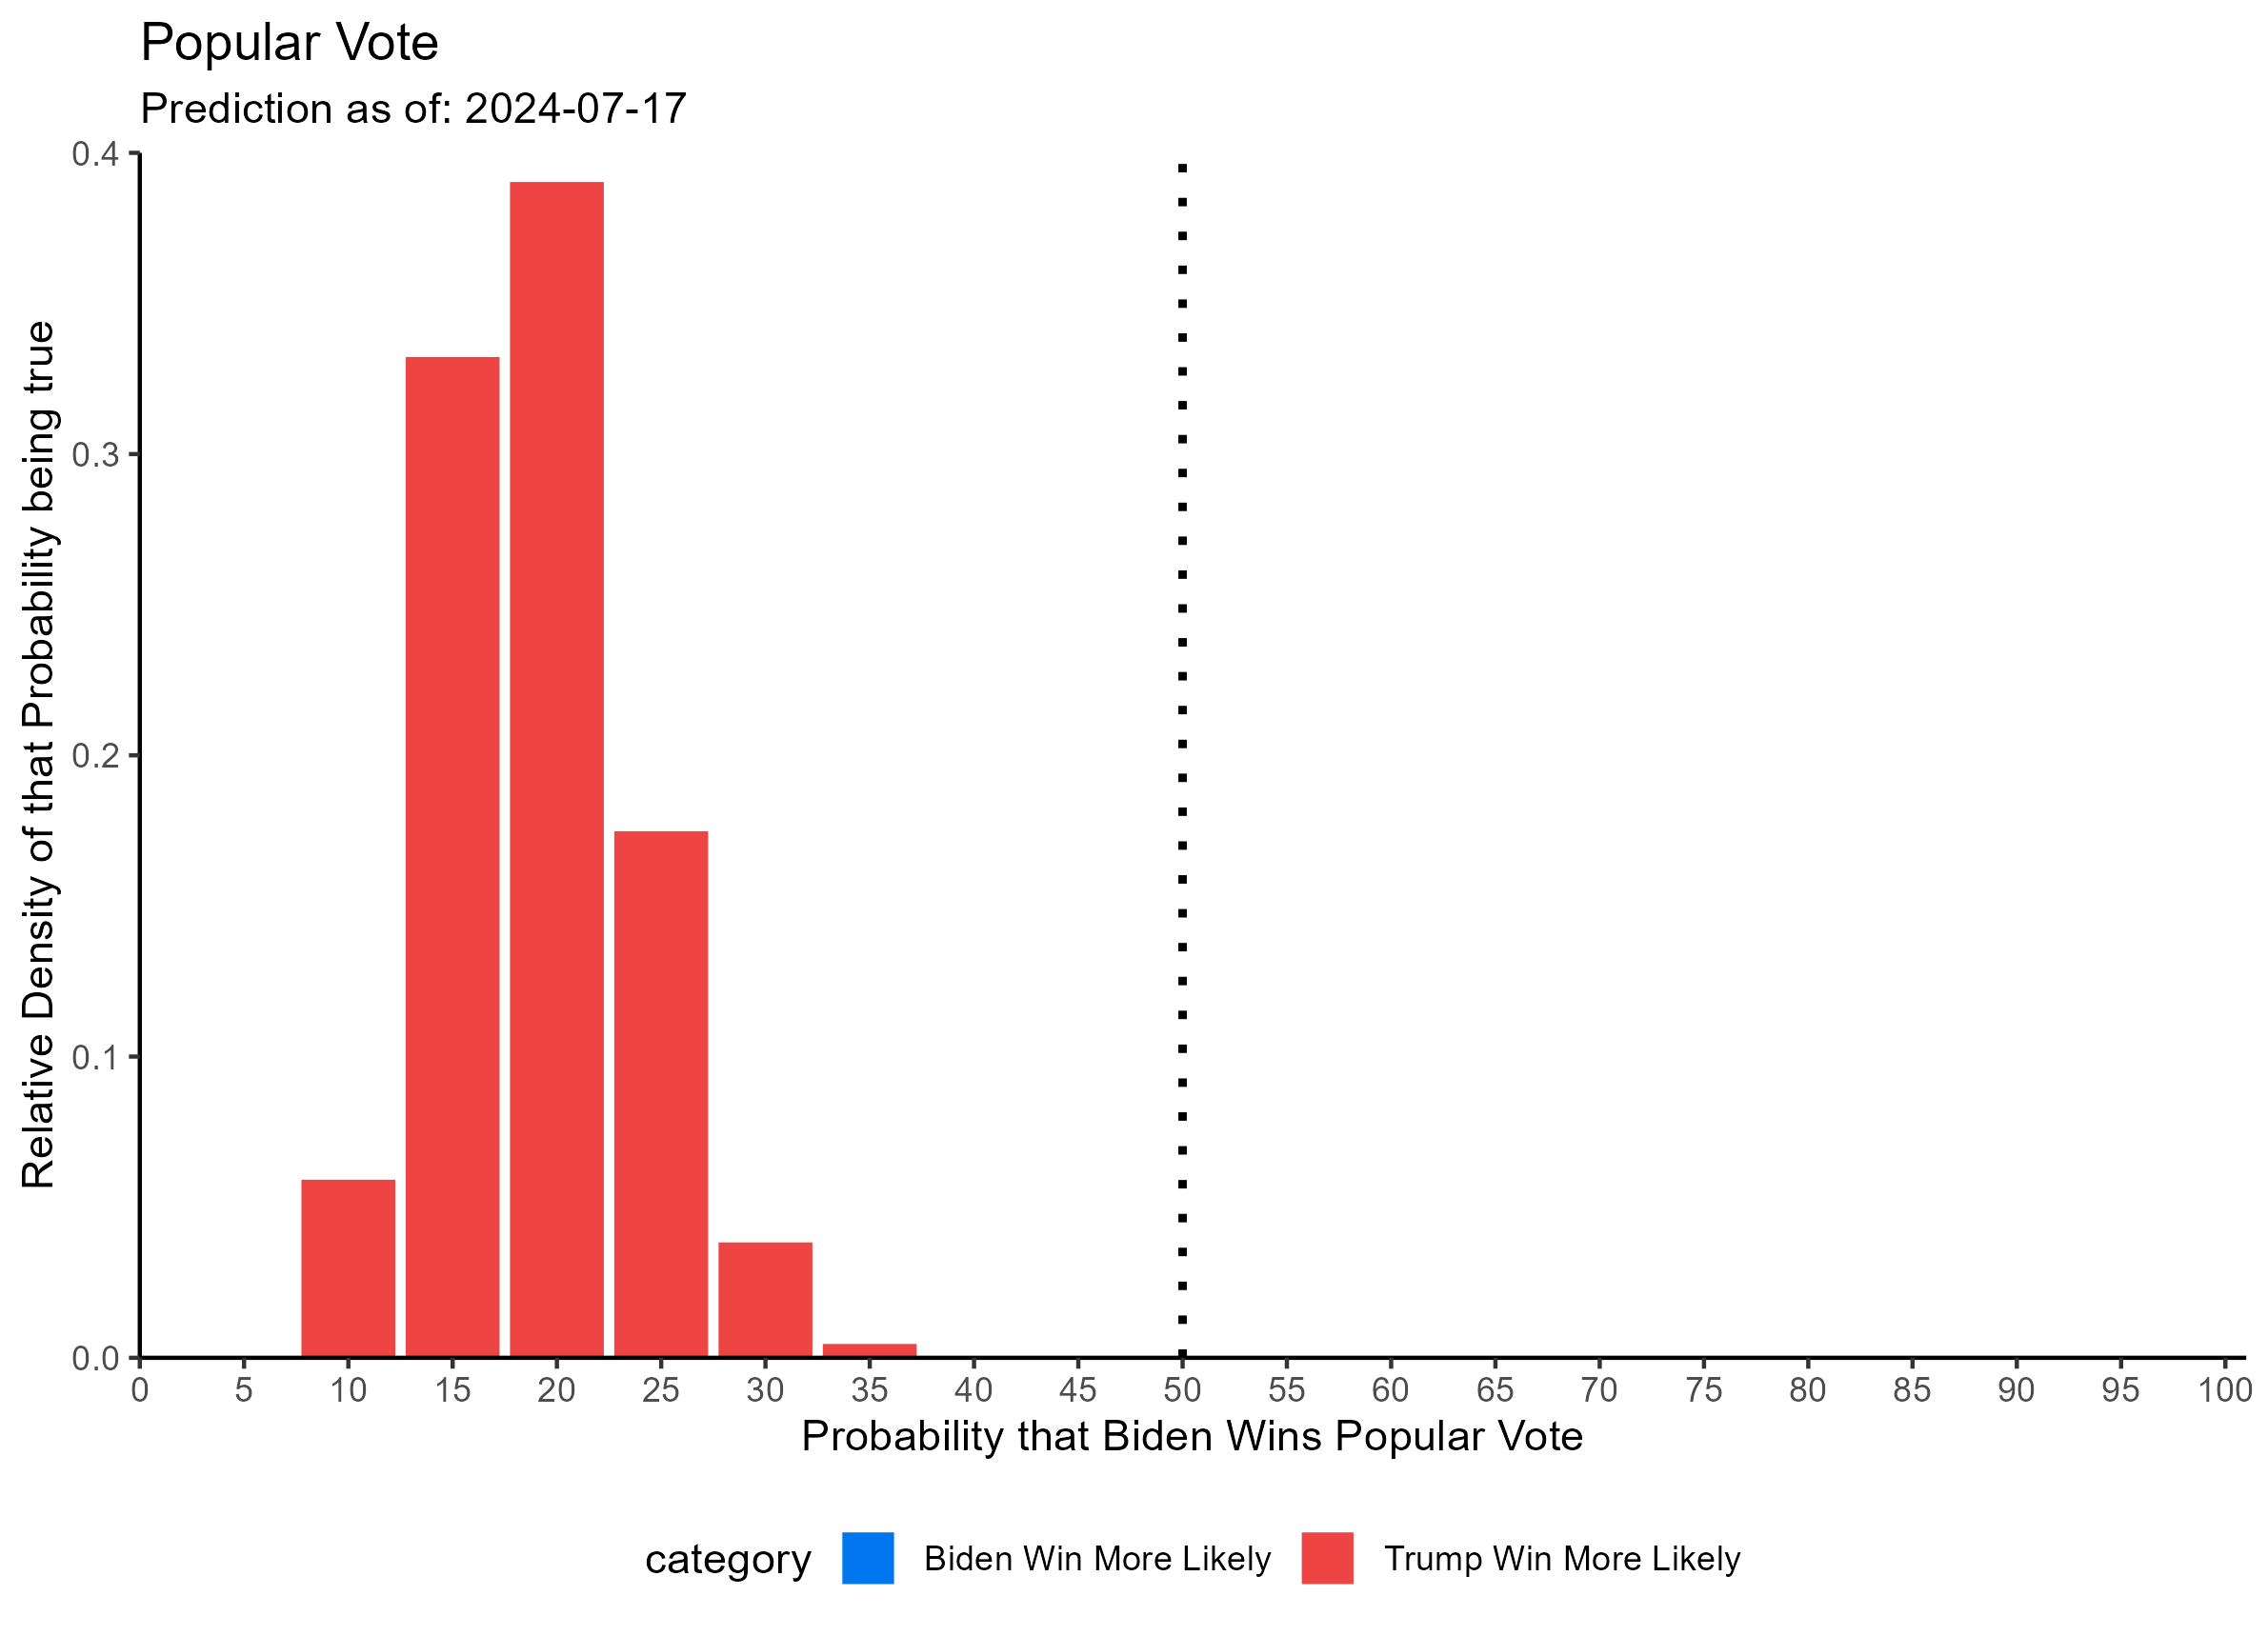 Popular Vote
Prediction as of: 2024-07-17
Relative Density of that Probability being true
0.4
0.3
0.2
0.1
0.0
0 5 10 15 20 25 30 35 40 45 50 55 60 65 70 75 80 85 90 95 100
Probability that Biden Wins Popular Vote
category Biden Win More Likely Trump Win More Likely